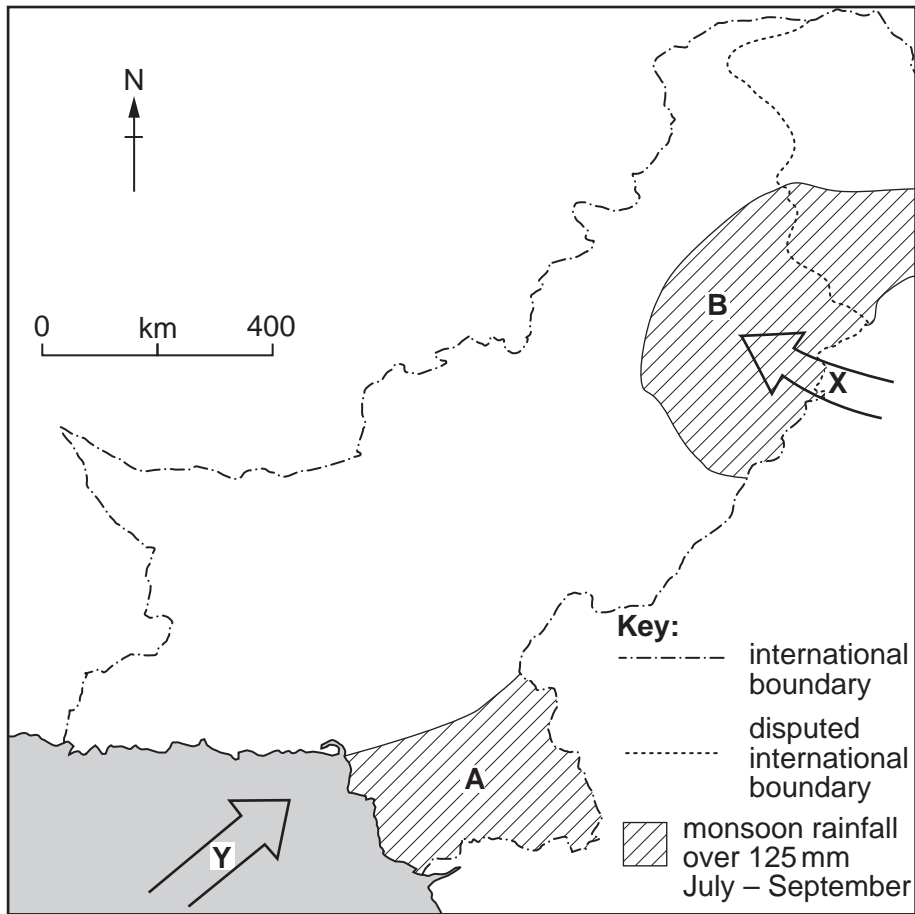 N
0 km 400
B
X
A
Y
Key:
international
boundary
disputed
international
boundary
monsoon rainfall
over 125 mm
July – September